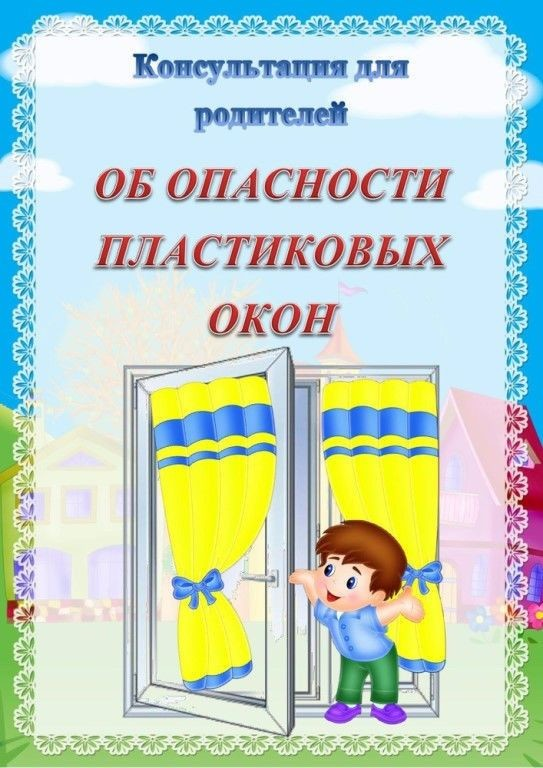 Консультация для
родителей
ОБ ОПАСНОСТИ
ПЛАСТИКОВЫХ
ОКОН